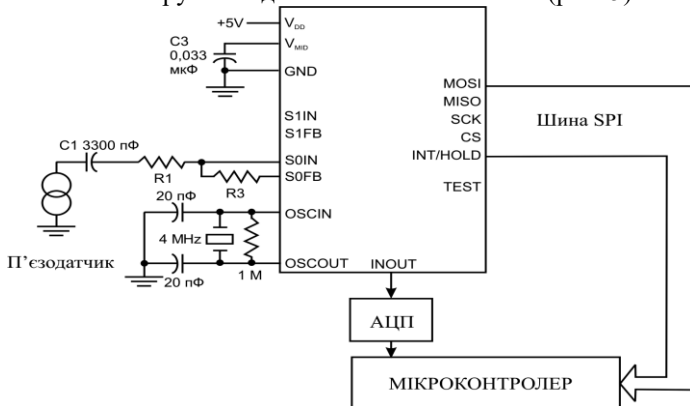 +5V
V_DD
C3
0,033
мкФ
V_MID
GND
MOSI
MISO
SCK
CS
INT/HOLD
TEST
Шина SPI
S1IN
S1FB
C1 3300 пФ
R1
S0IN
R3
S0FB
20 пФ
OSCIN
4 MHz
П'єзодатчик
OSCOUT
INOUT
20 пФ
1 M
АЦП
МІКРОКОНТРОЛЕР